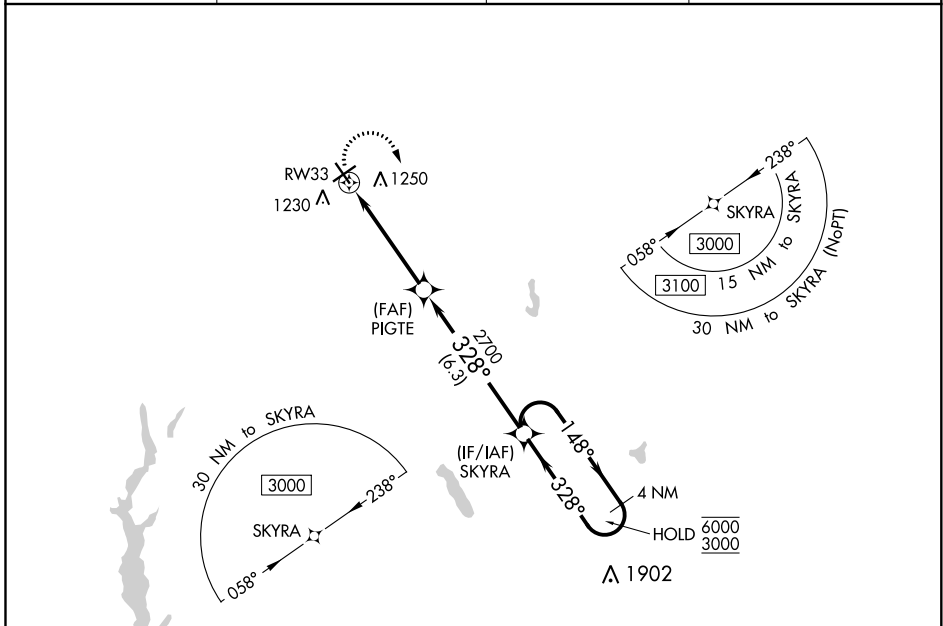 RW33
1250
1230
238°
SKYRA
058°
3000
15 NM to SKYRA
3100
30 NM to SKYRA (NoPT)
(FAF)
PIGTE
2700
328°
(6.3)
30 NM to SKYRA
3000
238°
SKYRA
058°
(IF/IAF)
SKYRA
148°
328°
4 NM
HOLD 6000
3000
1902